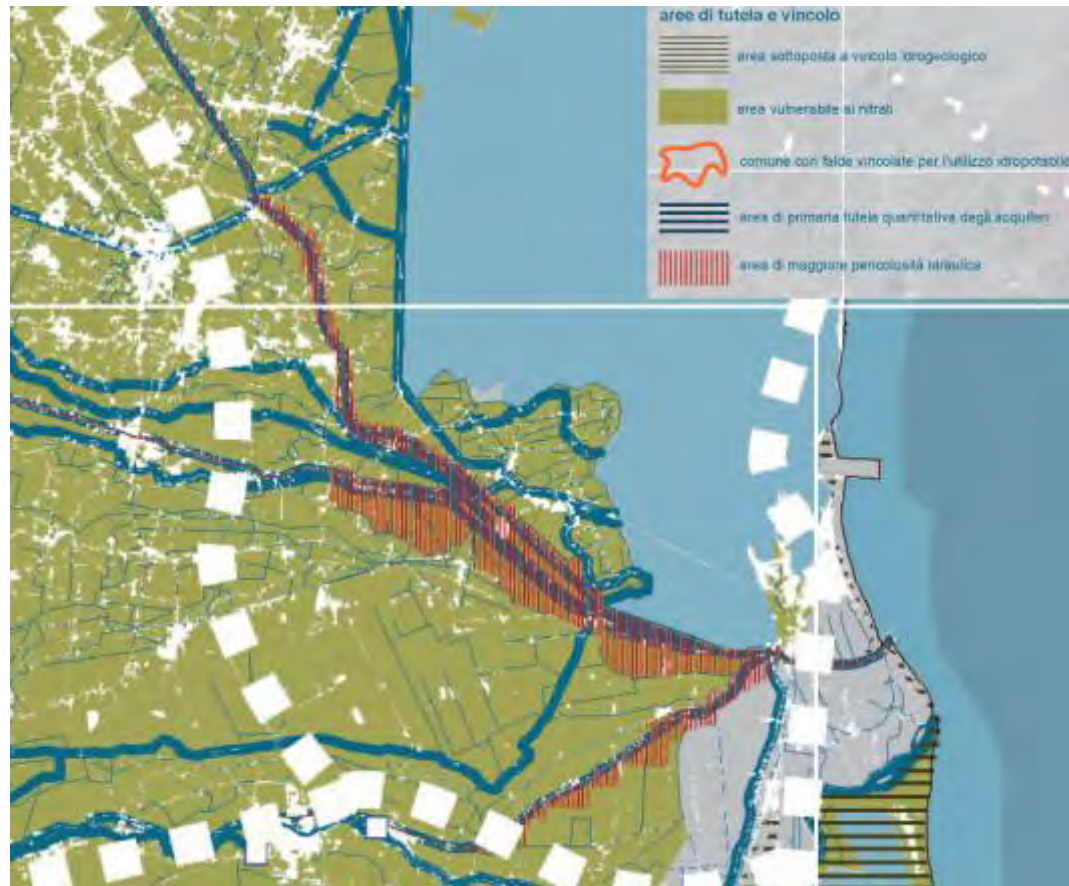 aree di tutela e vincolo
area sottoposta a vincolo idrogeologico
area vulnerabile ai nitrati
comune con falde vincolate per l'utilizzo idropotabile
area di primaria tutela quantitativa degli acquiferi
area di maggiore pericolosità idraulica